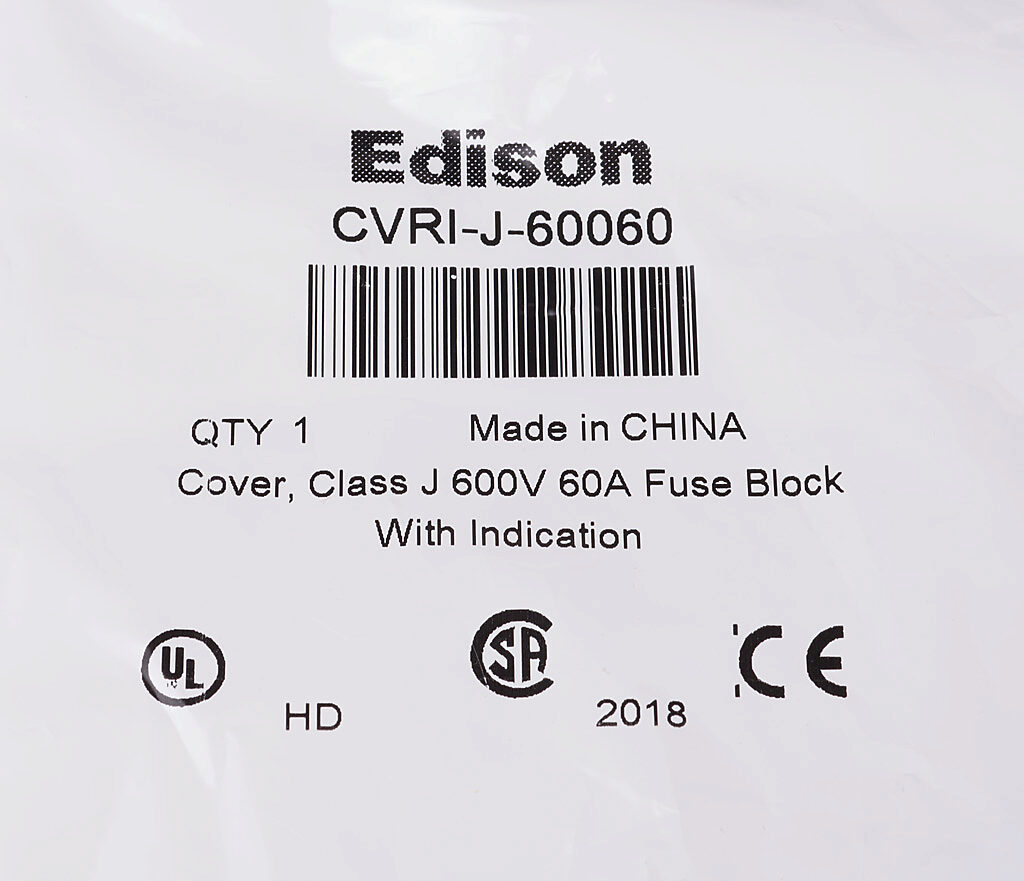 Edison
CVRI-J-60060
QTY 1 Made in CHINA
Cover, Class J 600V 60A Fuse Block
With Indication
UL SA CE
HD 2018